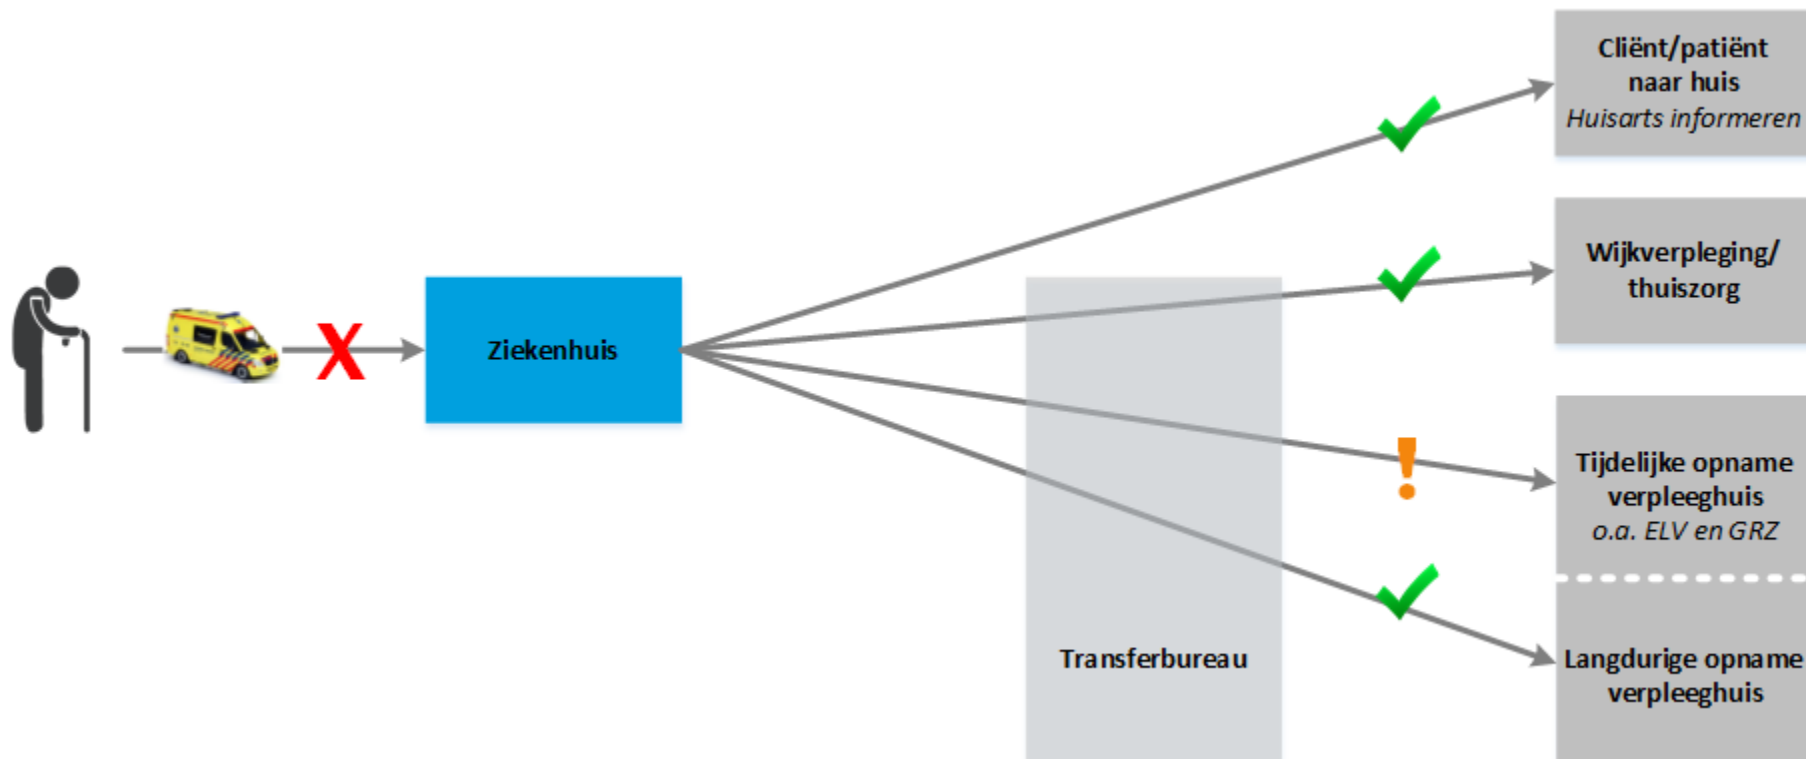 Cliënt/patiënt
naar huis
Huisarts informeren
Wijkverpleging/
thuiszorg
X
Ziekenhuis
!
Tijdelijke opname
verpleeghuis
o.a. ELV en GRZ
Transferbureau
Langdurige opname
verpleeghuis